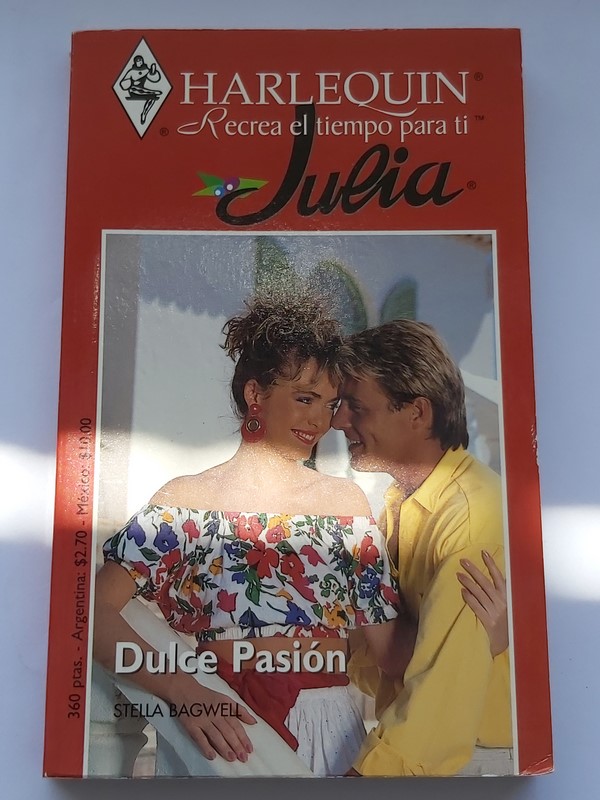 HARLEQUIN®
Recrea el tiempo para ti™
®
Julia®
360 ptas. - Argentina: $2.70 - México: $10.00
Dulce Pasión
STELLA BAGWELL